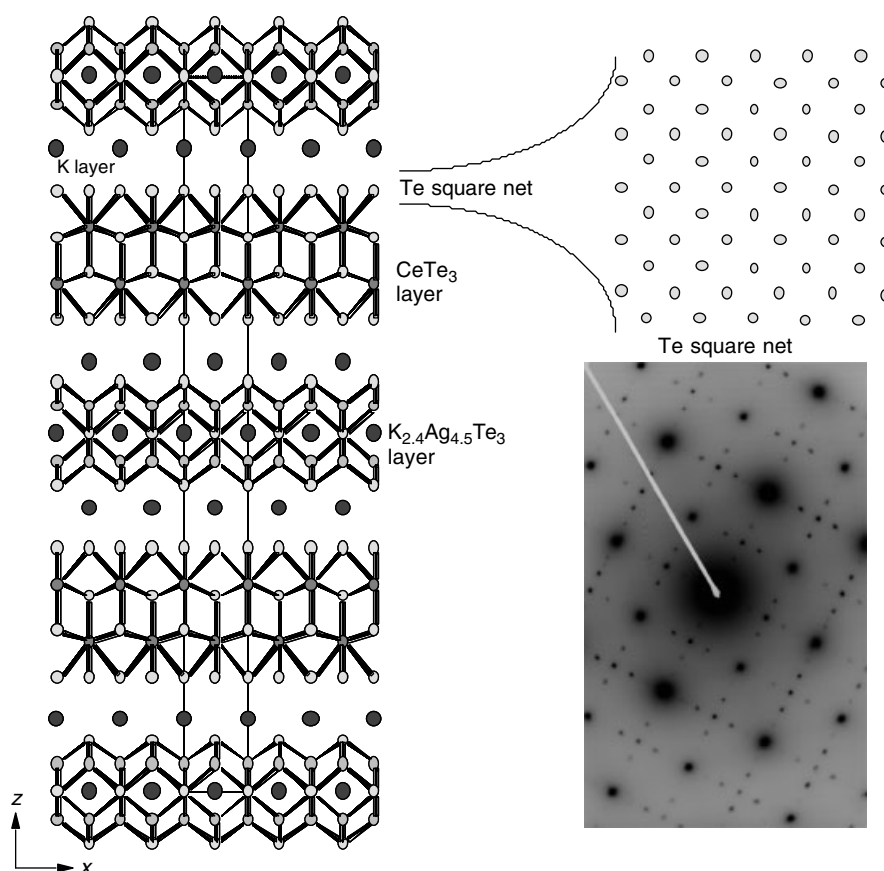 K layer
Te square net
CeTe₃
layer
K₂.₄Ag₄.₅Te₃
layer
Te square net
z
x